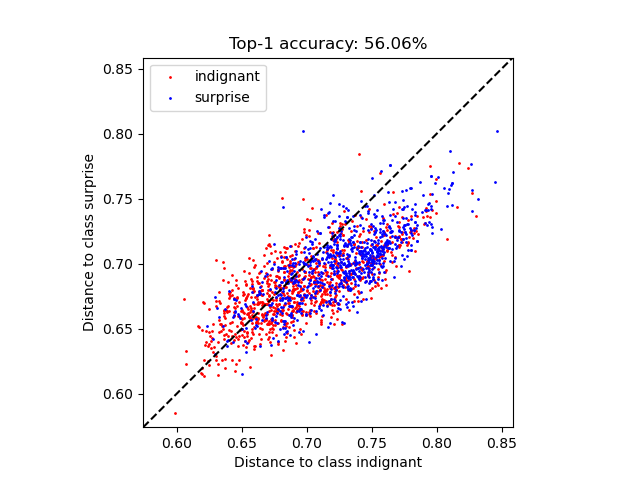 Top-1 accuracy: 56.06%
indignant
surprise
Distance to class surprise
0.85
0.80
0.75
0.70
0.65
0.60
0.60 0.65 0.70 0.75 0.80 0.85
Distance to class indignant